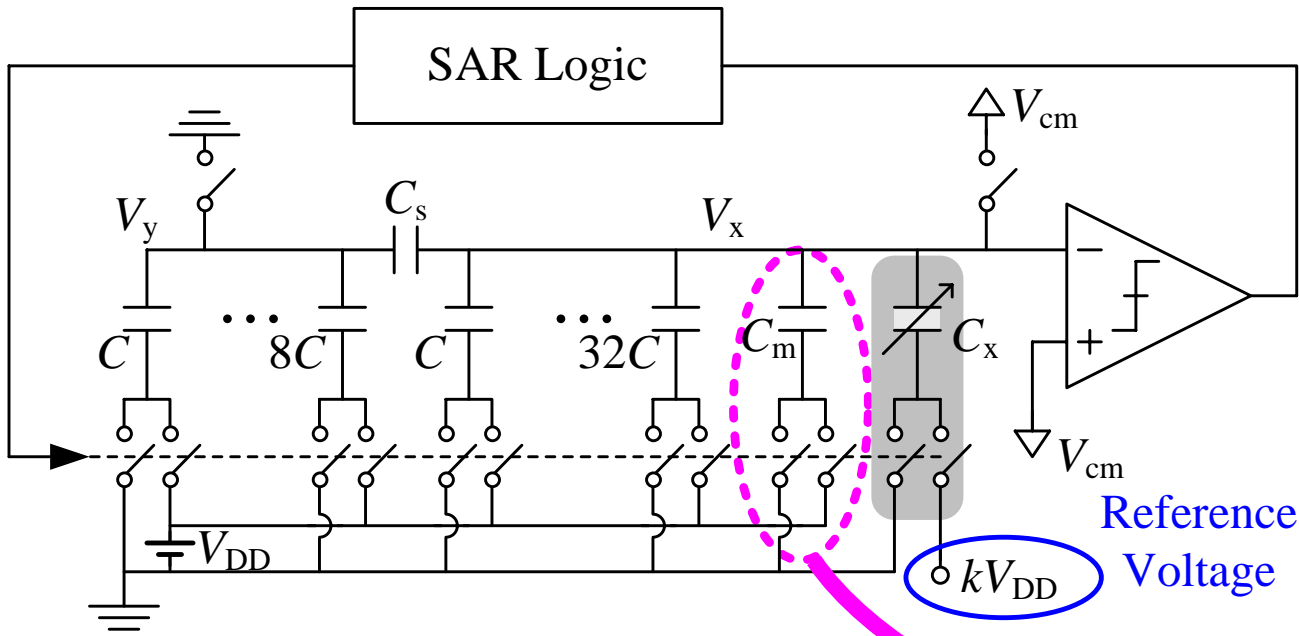 SAR Logic
Vcm
Cs
Vy
Vx
C
8C
C
32C
Cm
Cx
Vcm
VDD
Reference
Voltage
kVDD